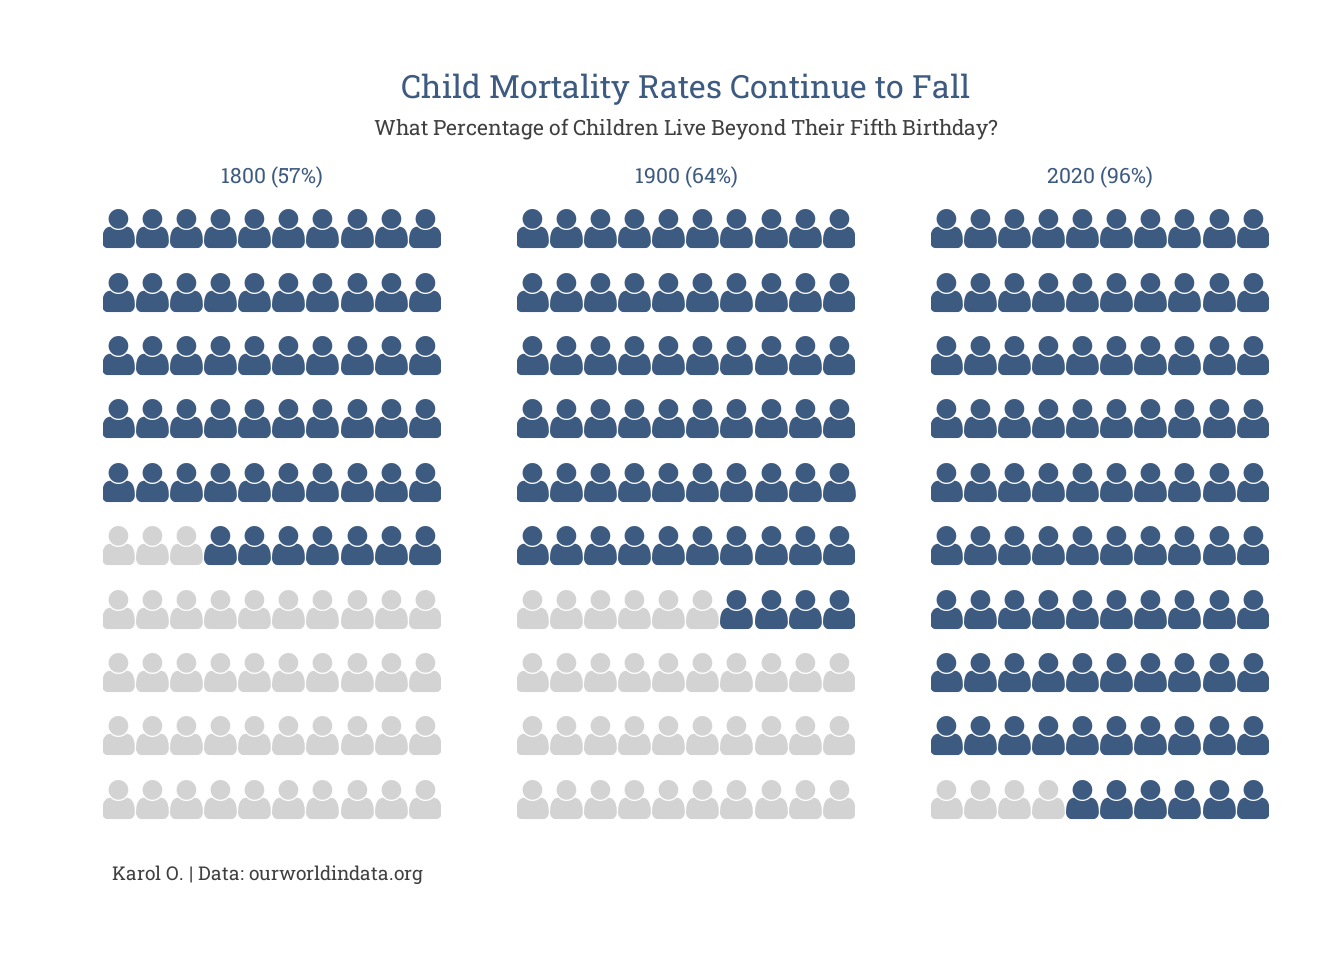 Child Mortality Rates Continue to Fall
What Percentage of Children Live Beyond Their Fifth Birthday?
1800 (57%)
1900 (64%)
2020 (96%)
Karol O. | Data: ourworldindata.org